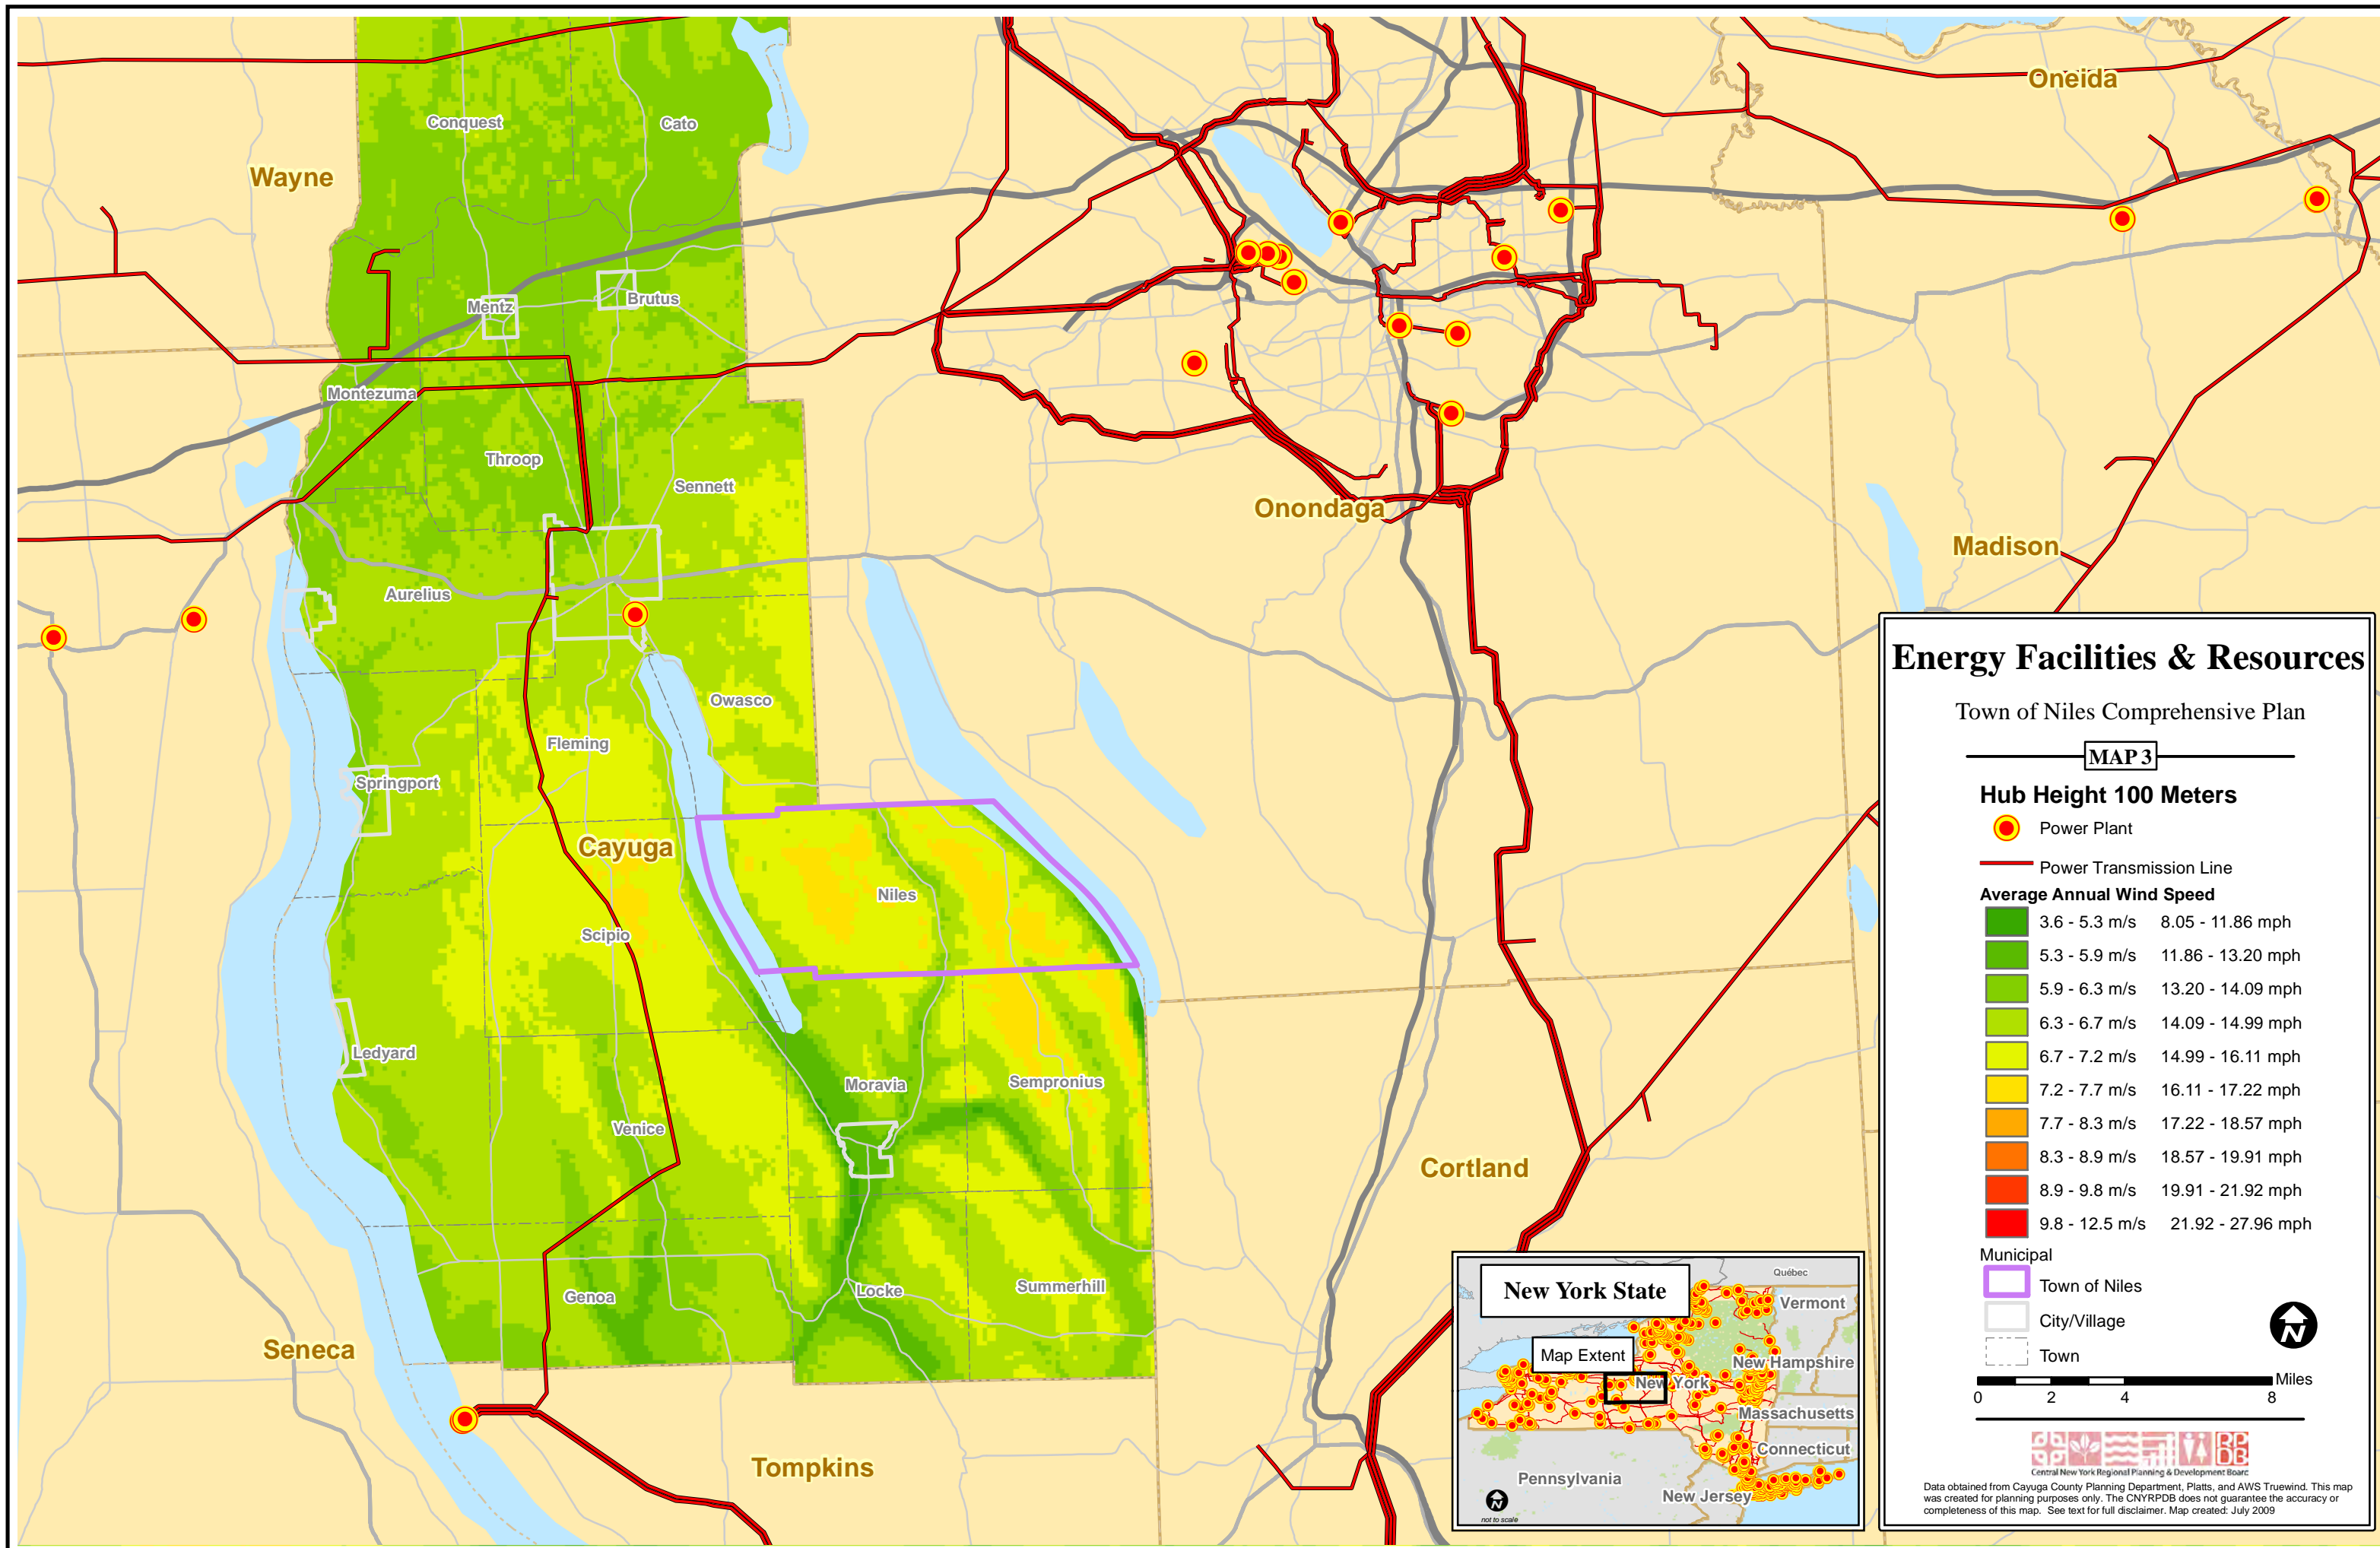 Oneida
Conquest
Cato
Wayne
Mentz
Brutus
Montezuma
Throop
Sennett
Onondaga
Madison
Aurelius
Owasco
Fleming
Springport
Cayuga
Niles
Scipio
Ledyard
Moravia
Sempronius
Venice
Cortland
Genoa
Locke
Summerhill
Seneca
Tompkins
Energy Facilities & Resources
Town of Niles Comprehensive Plan
MAP 3
Hub Height 100 Meters
Power Plant
Power Transmission Line
Average Annual Wind Speed
3.6 - 5.3 m/s 8.05 - 11.86 mph
5.3 - 5.9 m/s 11.86 - 13.20 mph
5.9 - 6.3 m/s 13.20 - 14.09 mph
6.3 - 6.7 m/s 14.09 - 14.99 mph
6.7 - 7.2 m/s 14.99 - 16.11 mph
7.2 - 7.7 m/s 16.11 - 17.22 mph
7.7 - 8.3 m/s 17.22 - 18.57 mph
8.3 - 8.9 m/s 18.57 - 19.91 mph
8.9 - 9.8 m/s 19.91 - 21.92 mph
9.8 - 12.5 m/s 21.92 - 27.96 mph
Municipal
Town of Niles
City/Village
Town
N
Miles
0 2 4 8
RP
DB
Central New York Regional Planning & Development Board
Data obtained from Cayuga County Planning Department, Platts, and AWS Truewind. This map
was created for planning purposes only. The CNYRPDB does not guarantee the accuracy or
completeness of this map. See text for full disclaimer. Map created: July 2009
New York State
Québec
Vermont
Map Extent
New Hampshire
New York
Massachusetts
Connecticut
Pennsylvania
New Jersey
N
not to scale